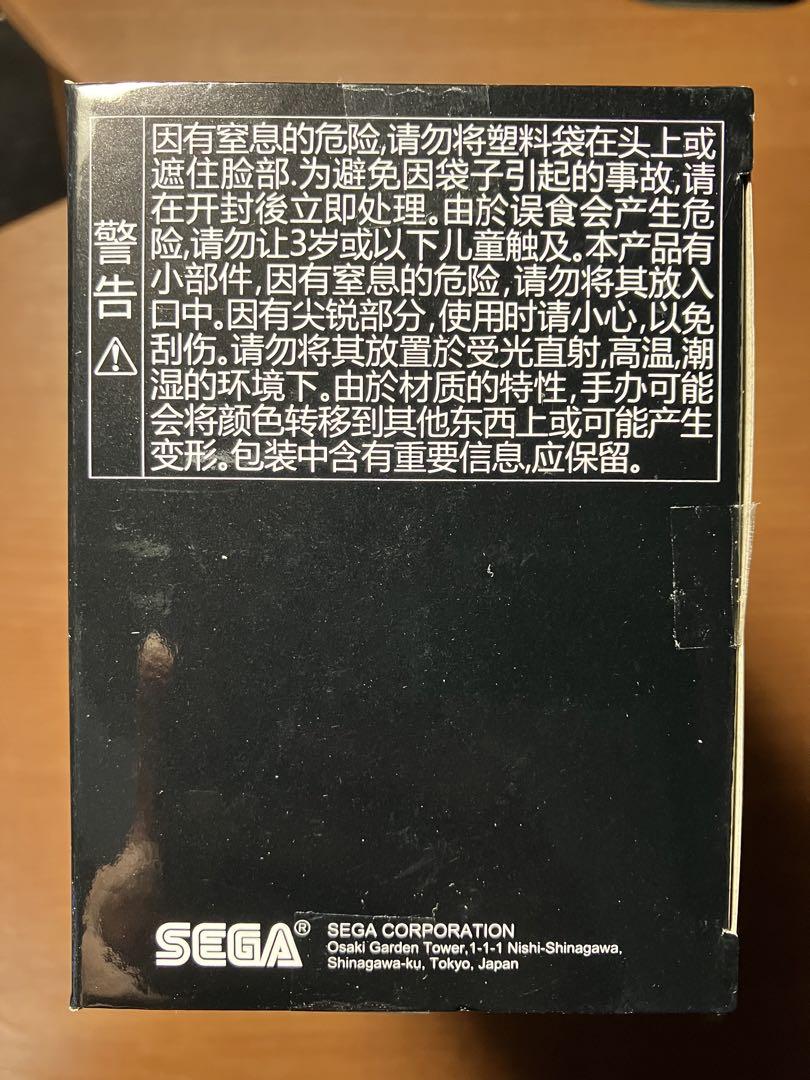 警告
因有窒息的危险,请勿将塑料袋在头上或
遮住脸部.为避免因袋子引起的事故,请
在开封後立即处理。由於误食会产生危
险,请勿让3岁或以下儿童触及。本产品有
小部件,因有窒息的危险,请勿将其放入
口中。因有尖锐部分,使用时请小心,以免
刮伤。请勿将其放置於受光直射,高温,潮
湿的环境下。由於材质的特性,手办可能
会将颜色转移到其他东西上或可能产生
变形。包装中含有重要信息,应保留。
SEGA®
SEGA CORPORATION
Osaki Garden Tower,1-1-1 Nishi-Shinagawa,
Shinagawa-ku, Tokyo, Japan